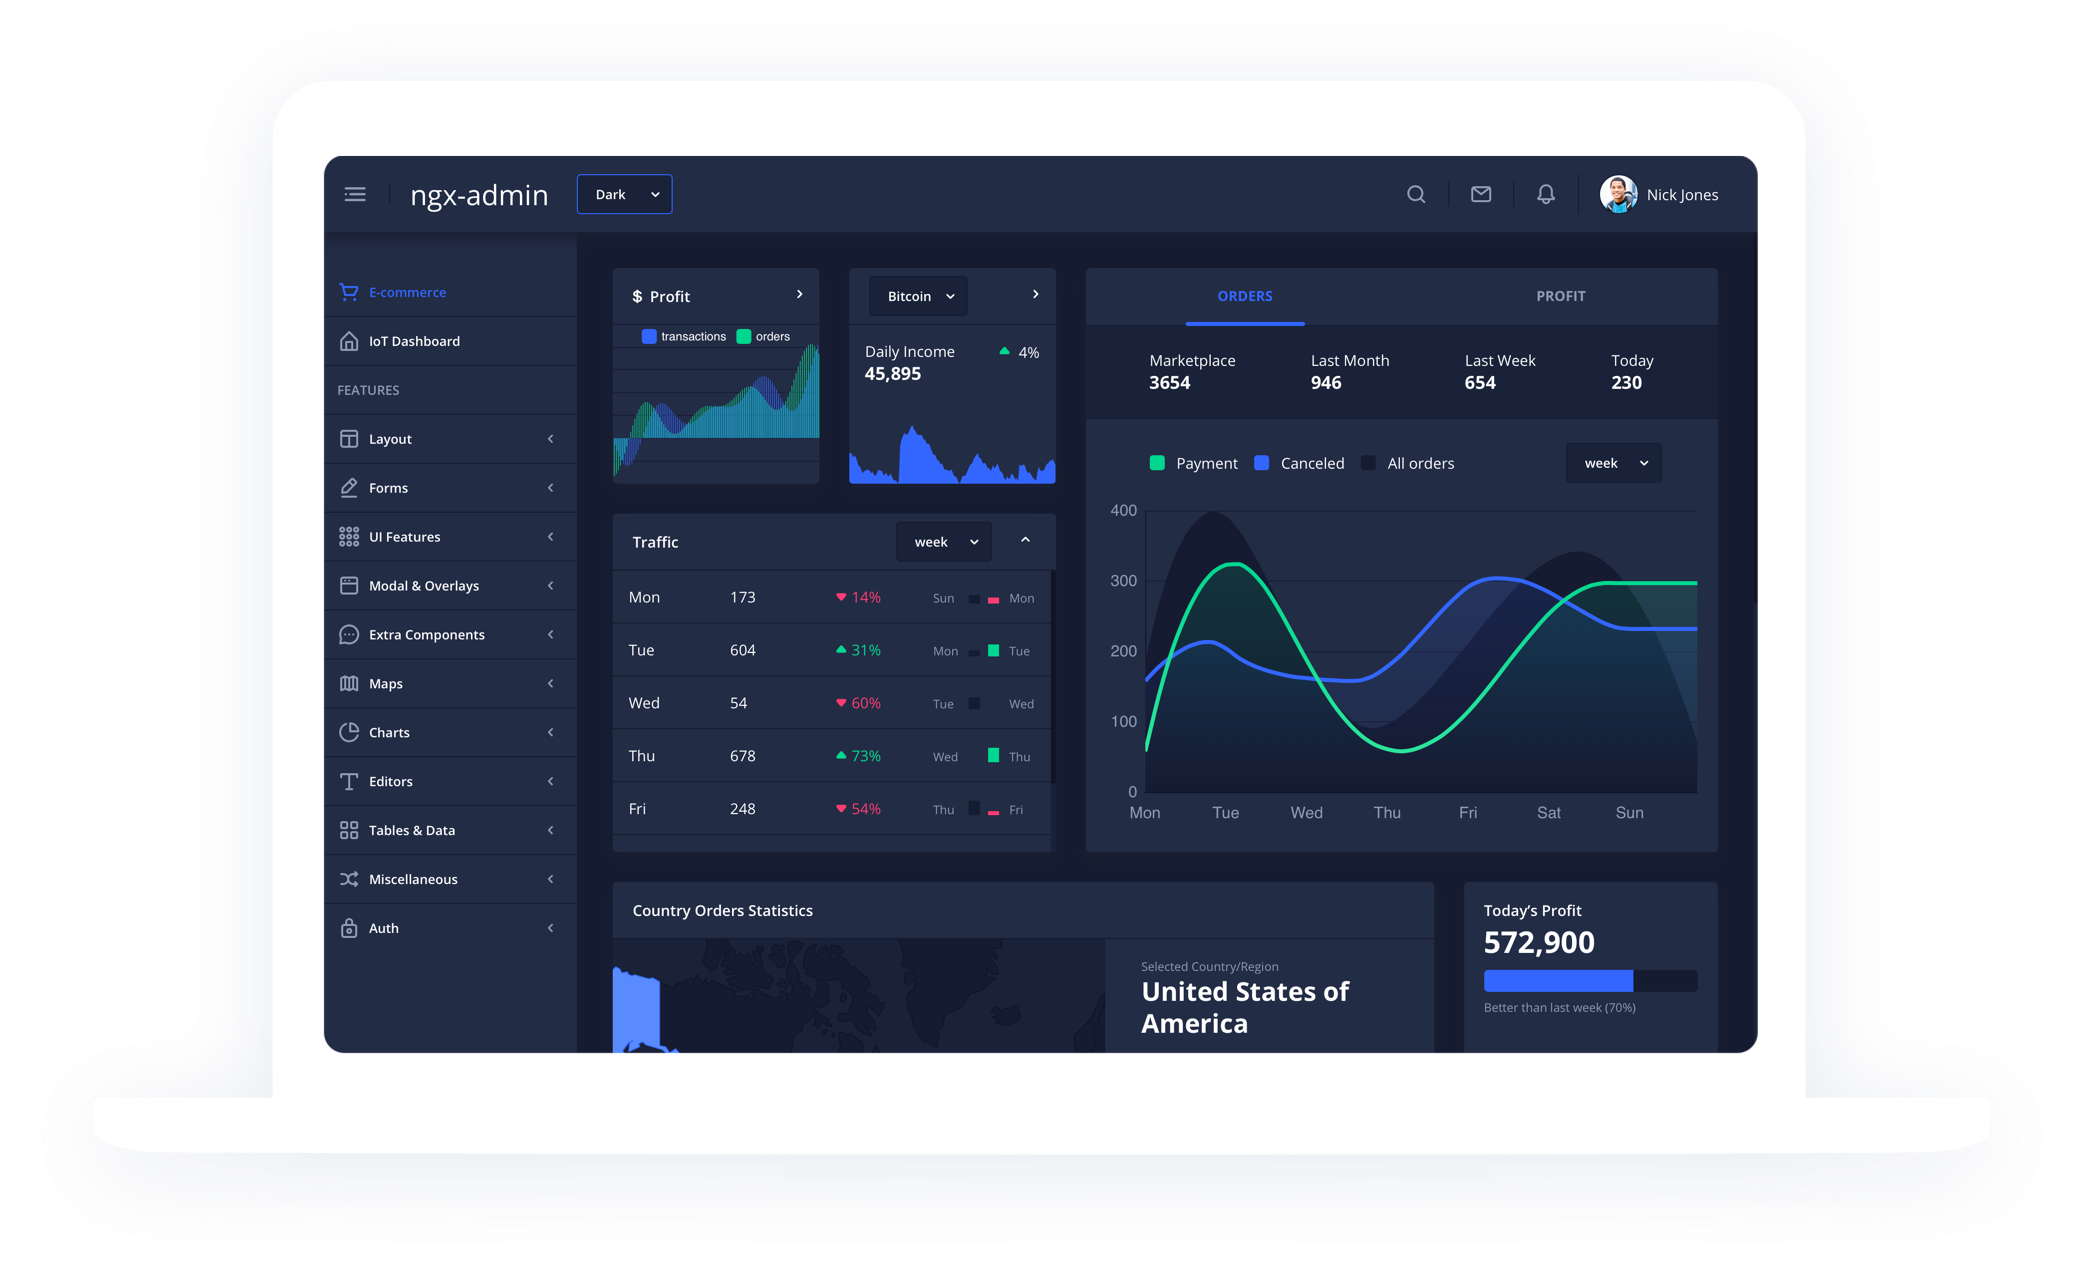 ngx-admin
Dark
Nick Jones
E-commerce
IoT Dashboard
FEATURES
Layout
Forms
UI Features
Modal & Overlays
Extra Components
Maps
Charts
Editors
Tables & Data
Miscellaneous
Auth
$ Profit
transactions orders
Bitcoin
Daily Income 4%
45,895
Traffic
week
Mon 173 14% Sun Mon
Tue 604 31% Mon Tue
Wed 54 60% Tue Wed
Thu 678 73% Wed Thu
Fri 248 54% Thu Fri
ORDERS PROFIT
Marketplace Last Month Last Week Today
3654 946 654 230
Payment Canceled All orders
week
400
300
200
100
0
Mon Tue Wed Thu Fri Sat Sun
Country Orders Statistics
Selected Country/Region
United States of
America
Today’s Profit
572,900
Better than last week (70%)